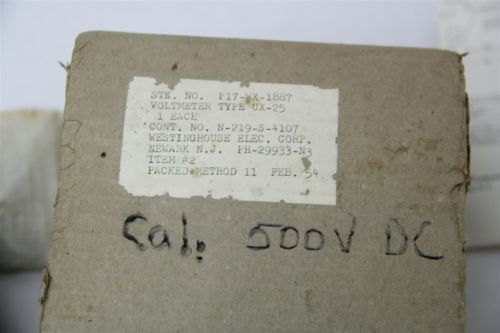 STK. NO. F17-MX-1887
VOLTMETER TYPE UX-25
1 EACH
CONT. NO. N-219-S-4107
WESTINGHOUSE ELEC. CORP.
NEWARK N.J. PH-29933-N3
ITEM #2
PACKED METHOD 11 FEB. 54
Cal. 500V DC